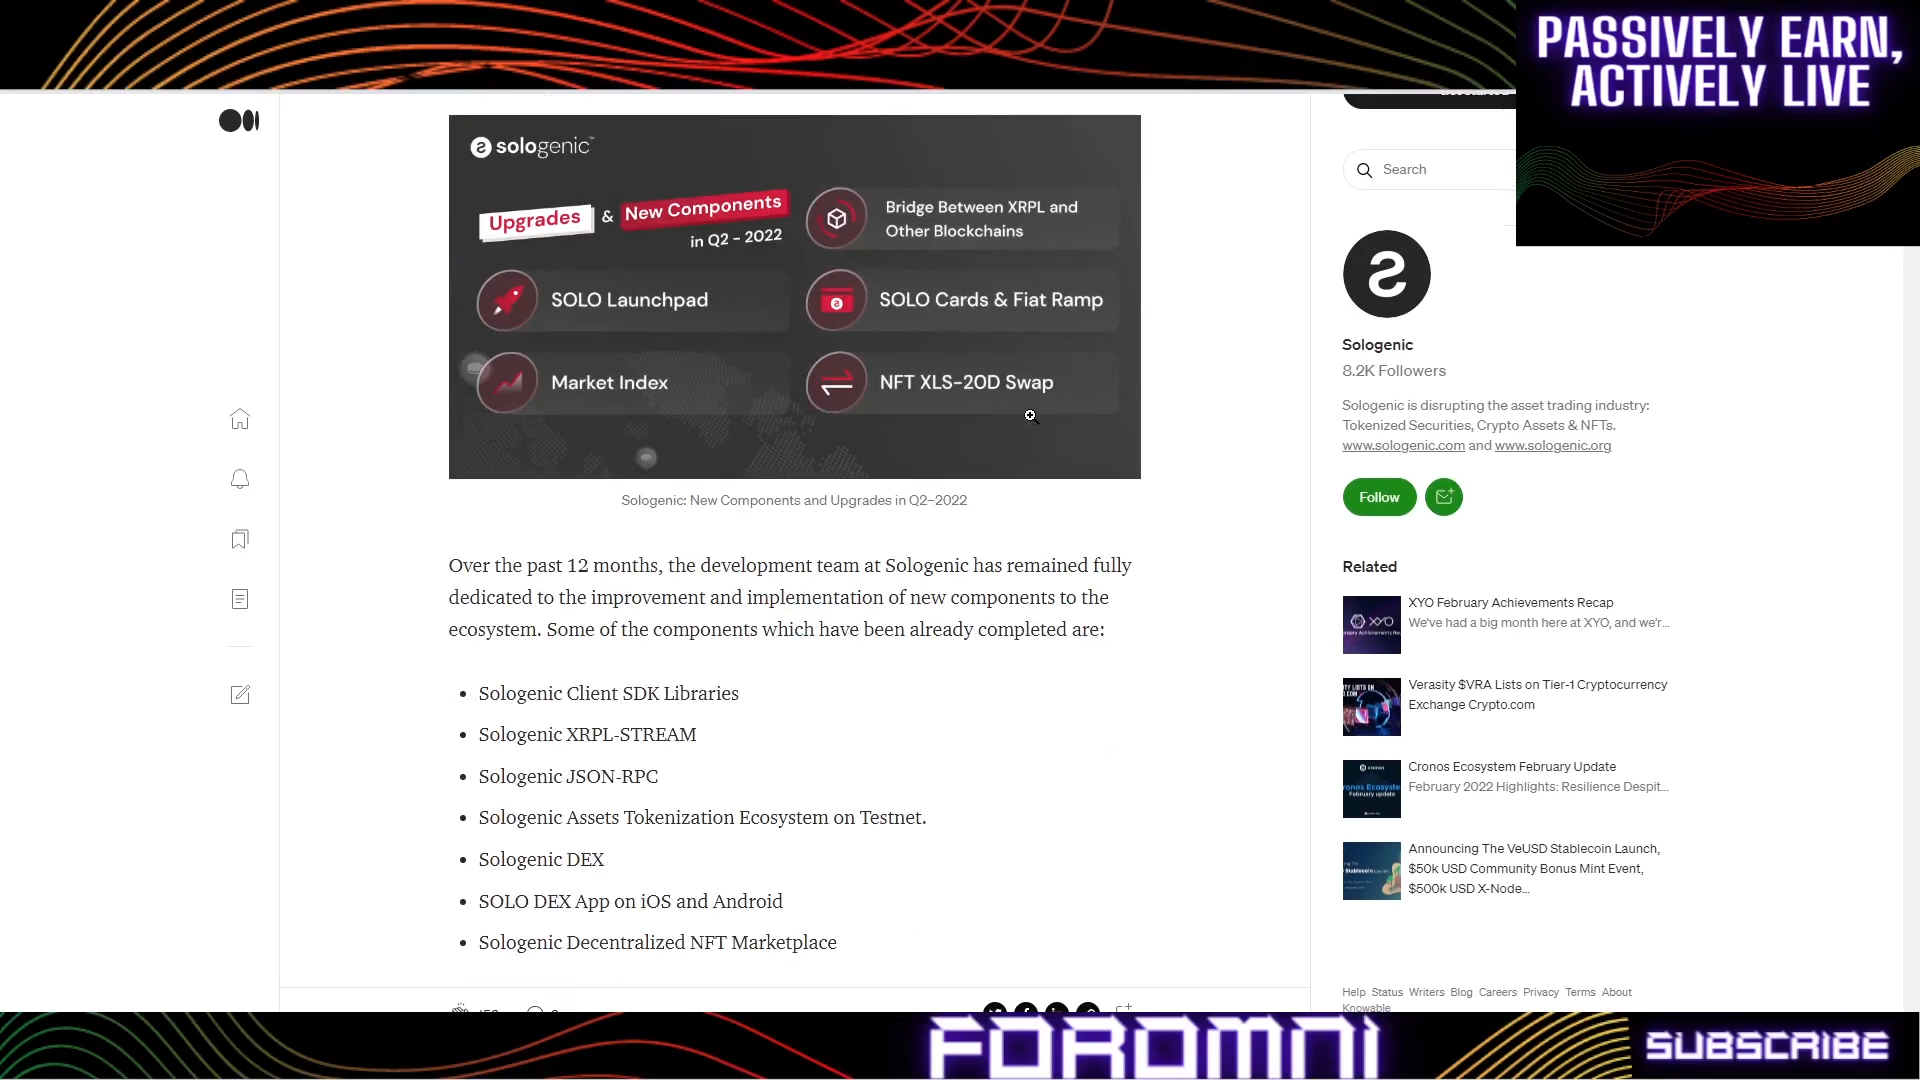 PASSIVELY EARN,
ACTIVELY LIVE
sologenic™
Upgrades & New Components
in Q2 - 2022
Bridge Between XRPL and
Other Blockchains
SOLO Launchpad
SOLO Cards & Fiat Ramp
Market Index
NFT XLS-20D Swap
Sologenic: New Components and Upgrades in Q2–2022
Over the past 12 months, the development team at Sologenic has remained fully
dedicated to the improvement and implementation of new components to the
ecosystem. Some of the components which have been already completed are:
• Sologenic Client SDK Libraries
• Sologenic XRPL-STREAM
• Sologenic JSON-RPC
• Sologenic Assets Tokenization Ecosystem on Testnet.
• Sologenic DEX
• SOLO DEX App on iOS and Android
• Sologenic Decentralized NFT Marketplace
Search
Sologenic
8.2K Followers
Sologenic is disrupting the asset trading industry:
Tokenized Securities, Crypto Assets & NFTs.
www.sologenic.com and www.sologenic.org
Follow
Related
XYO February Achievements Recap
We've had a big month here at XYO, and we'r...
Verasity $VRA Lists on Tier-1 Cryptocurrency
Exchange Crypto.com
Cronos Ecosystem February Update
February 2022 Highlights: Resilience Despit...
Announcing The VeUSD Stablecoin Launch,
$50k USD Community Bonus Mint Event,
$500k USD X-Node...
Help Status Writers Blog Careers Privacy Terms About
Knowable
FOROMNI
SUBSCRIBE